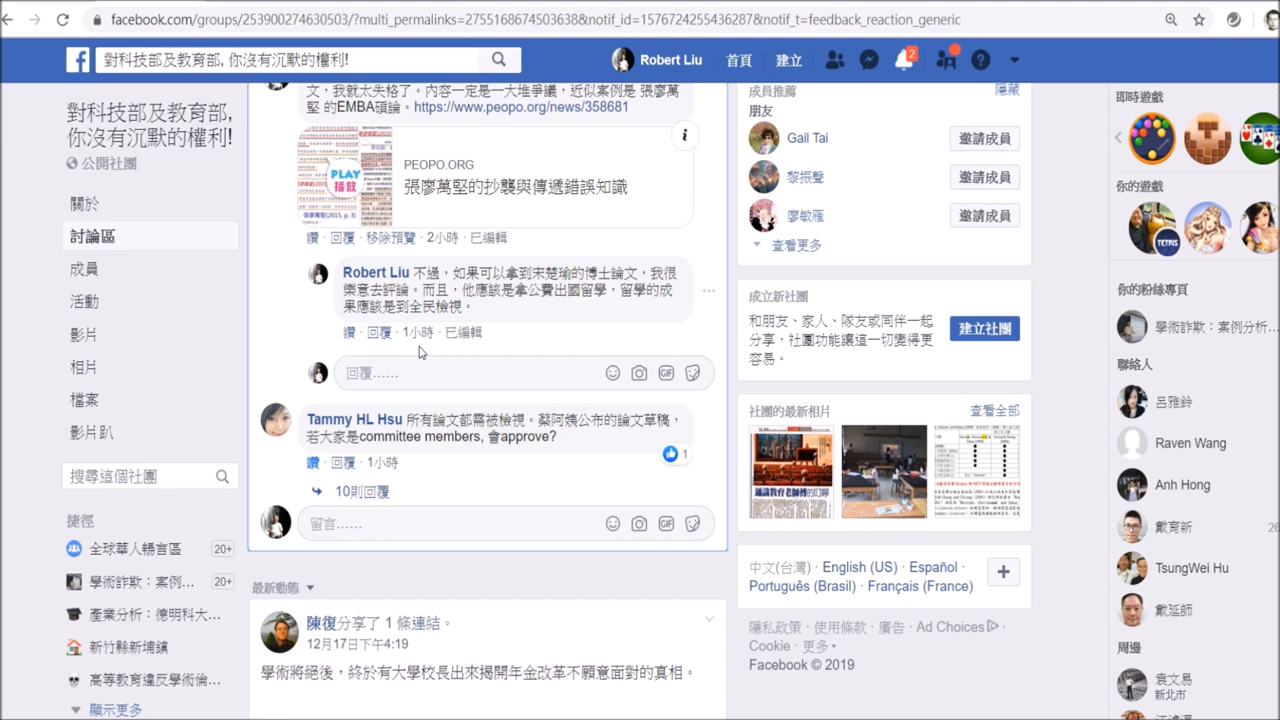 facebook.com/groups/253900274630503/?multi_permalinks=2755168674503638&notif_id=1576724255436287&notif_t=feedback_reaction_generic
對科技部及教育部, 你沒有沉默的權利!
Robert Liu
首頁
建立
2
對科技部及教育部,
你沒有沉默的權利!
關於
討論區
成員
活動
影片
相片
檔案
影片趴
搜尋這個社團
捷徑
全球華人暢言區
20+
學術詐欺：案例...
20+
產業分析：德明科大...
新竹縣新埔鎮
高等教育違反學術倫...
顯示更多
文，我就太失格了。內容一定是一大堆爭議，近似案例是 張廖萬
堅 的EMBA頭論。https://www.peopo.org/news/358681
PLAY
播放
張廖萬堅(2015, p. 3)
PEOPO.ORG
張廖萬堅的抄襲與傳遞錯誤知識
讚 · 回覆 · 移除預覽 · 2小時 · 已編輯
Robert Liu 不過，如果可以拿到宋楚瑜的博士論文，我很
樂意去評論。而且，他應該是拿公費出國留學，留學的成
果應該是到全民檢視。
讚 · 回覆 · 1小時 · 已編輯
回覆......
GIF
Tammy HL Hsu 所有論文都需被檢視。蔡阿嬌公布的論文草稿，
若大家是committee members, 會approve?
1
讚 · 回覆 · 1小時
10則回覆
留言......
GIF
最新動態
陳復分享了 1 條連結。
12月17日下午4:19
學術將絕後，終於有大學校長出來揭開年金改革不願意面對的真相。
成員推薦
隱藏
朋友
Gail Tai
邀請成員
邀請成員
邀請成員
查看更多
成立新社團
和朋友、家人、隊友或同伴一起
分享，社團功能讓這一切變得更
容易。
建立社團
社團的最新相片
查看全部
中文(台灣) · English (US) · Español ·
Português (Brasil) · Français (France)
隱私政策 · 使用條款 · 廣告 · Ad Choices ·
Cookie · 更多
Facebook © 2019
即時遊戲
你的遊戲
TETRIS
你的粉絲專頁
學術詐欺：案例分析...
聯絡人
呂雅鈴
Raven Wang
Anh Hong
戴育新
TsungWei Hu
戴延師
周邊
袁文易
新北市